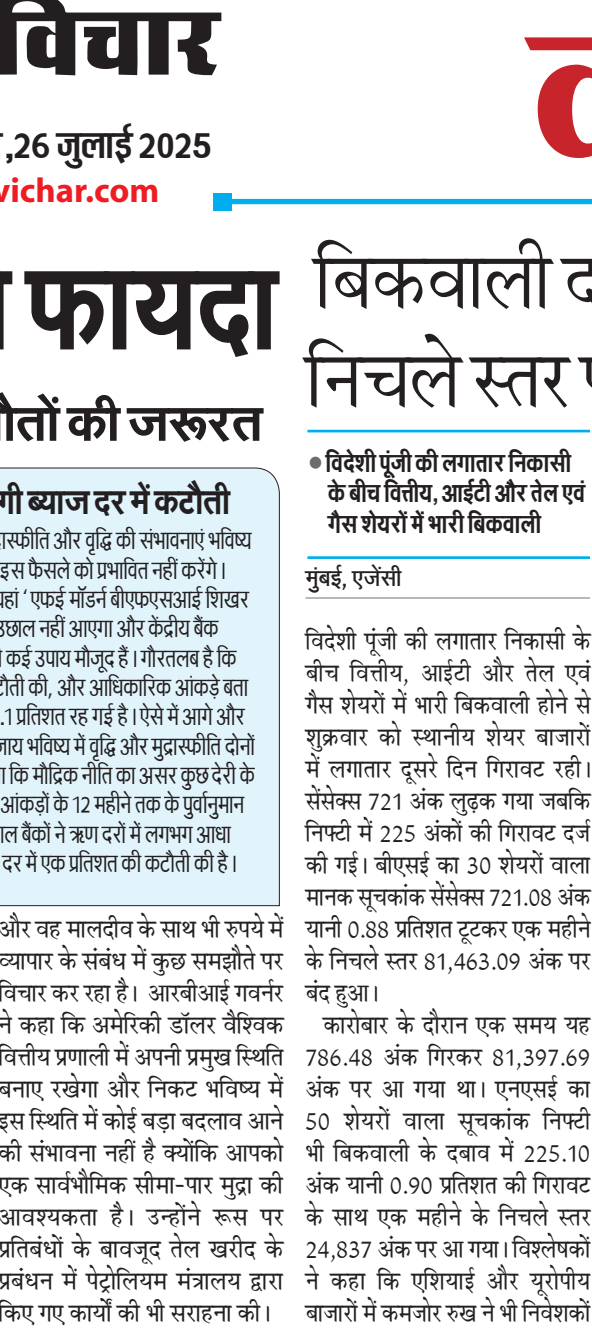 विचार
,26 जुलाई 2025
vichar.com
फायदा
की जरूरत
ब्याज दर में कटौती
और वृद्धि की संभावनाएं भविष्य
इस फैसले को प्रभावित नहीं करेंगे।
‘ एफई मॉडर्न बीएफएसआई शिखर
उछाल नहीं आएगा और केंद्रीय बैंक
कई उपाय मौजूद हैं। गौरतलब है कि
की, और आधिकारिक आंकड़े बता
.1 प्रतिशत रह गई है। ऐसे में आगे और
भविष्य में वृद्धि और मुद्रास्फीति दोनों
कि मौद्रिक नीति का असर कुछ देरी के
आंकड़ों के 12 महीने तक के पुर्वानुमान
बैंकों ने ऋण दरों में लगभग आधा
दर में एक प्रतिशत की कटौती की है।
और वह मालदीव के साथ भी रुपये में
व्यापार के संबंध में कुछ समझौते पर
विचार कर रहा है। आरबीआई गवर्नर
ने कहा कि अमेरिकी डॉलर वैश्विक
वित्तीय प्रणाली में अपनी प्रमुख स्थिति
बनाए रखेगा और निकट भविष्य में
इस स्थिति में कोई बड़ा बदलाव आने
की संभावना नहीं है क्योंकि आपको
एक सार्वभौमिक सीमा-पार मुद्रा की
आवश्यकता है। उन्होंने रूस पर
प्रतिबंधों के बावजूद तेल खरीद के
प्रबंधन में पेट्रोलियम मंत्रालय द्वारा
किए गए कार्यों की भी सराहना की।
बिकवाली
निचले स्तर
• विदेशी पूंजी की लगातार निकासी
के बीच वित्तीय, आईटी और तेल एवं
गैस शेयरों में भारी बिकवाली
मुंबई, एजेंसी
विदेशी पूंजी की लगातार निकासी के
बीच वित्तीय, आईटी और तेल एवं
गैस शेयरों में भारी बिकवाली होने से
शुक्रवार को स्थानीय शेयर बाजारों
में लगातार दूसरे दिन गिरावट रही।
सेंसेक्स 721 अंक लुढ़क गया जबकि
निफ्टी में 225 अंकों की गिरावट दर्ज
की गई। बीएसई का 30 शेयरों वाला
मानक सूचकांक सेंसेक्स 721.08 अंक
यानी 0.88 प्रतिशत टूटकर एक महीने
के निचले स्तर 81,463.09 अंक पर
बंद हुआ।
कारोबार के दौरान एक समय यह
786.48 अंक गिरकर 81,397.69
अंक पर आ गया था। एनएसई का
50 शेयरों वाला सूचकांक निफ्टी
भी बिकवाली के दबाव में 225.10
अंक यानी 0.90 प्रतिशत की गिरावट
के साथ एक महीने के निचले स्तर
24,837 अंक पर आ गया। विश्लेषकों
ने कहा कि एशियाई और यूरोपीय
बाजारों में कमजोर रुख ने भी निवेशकों